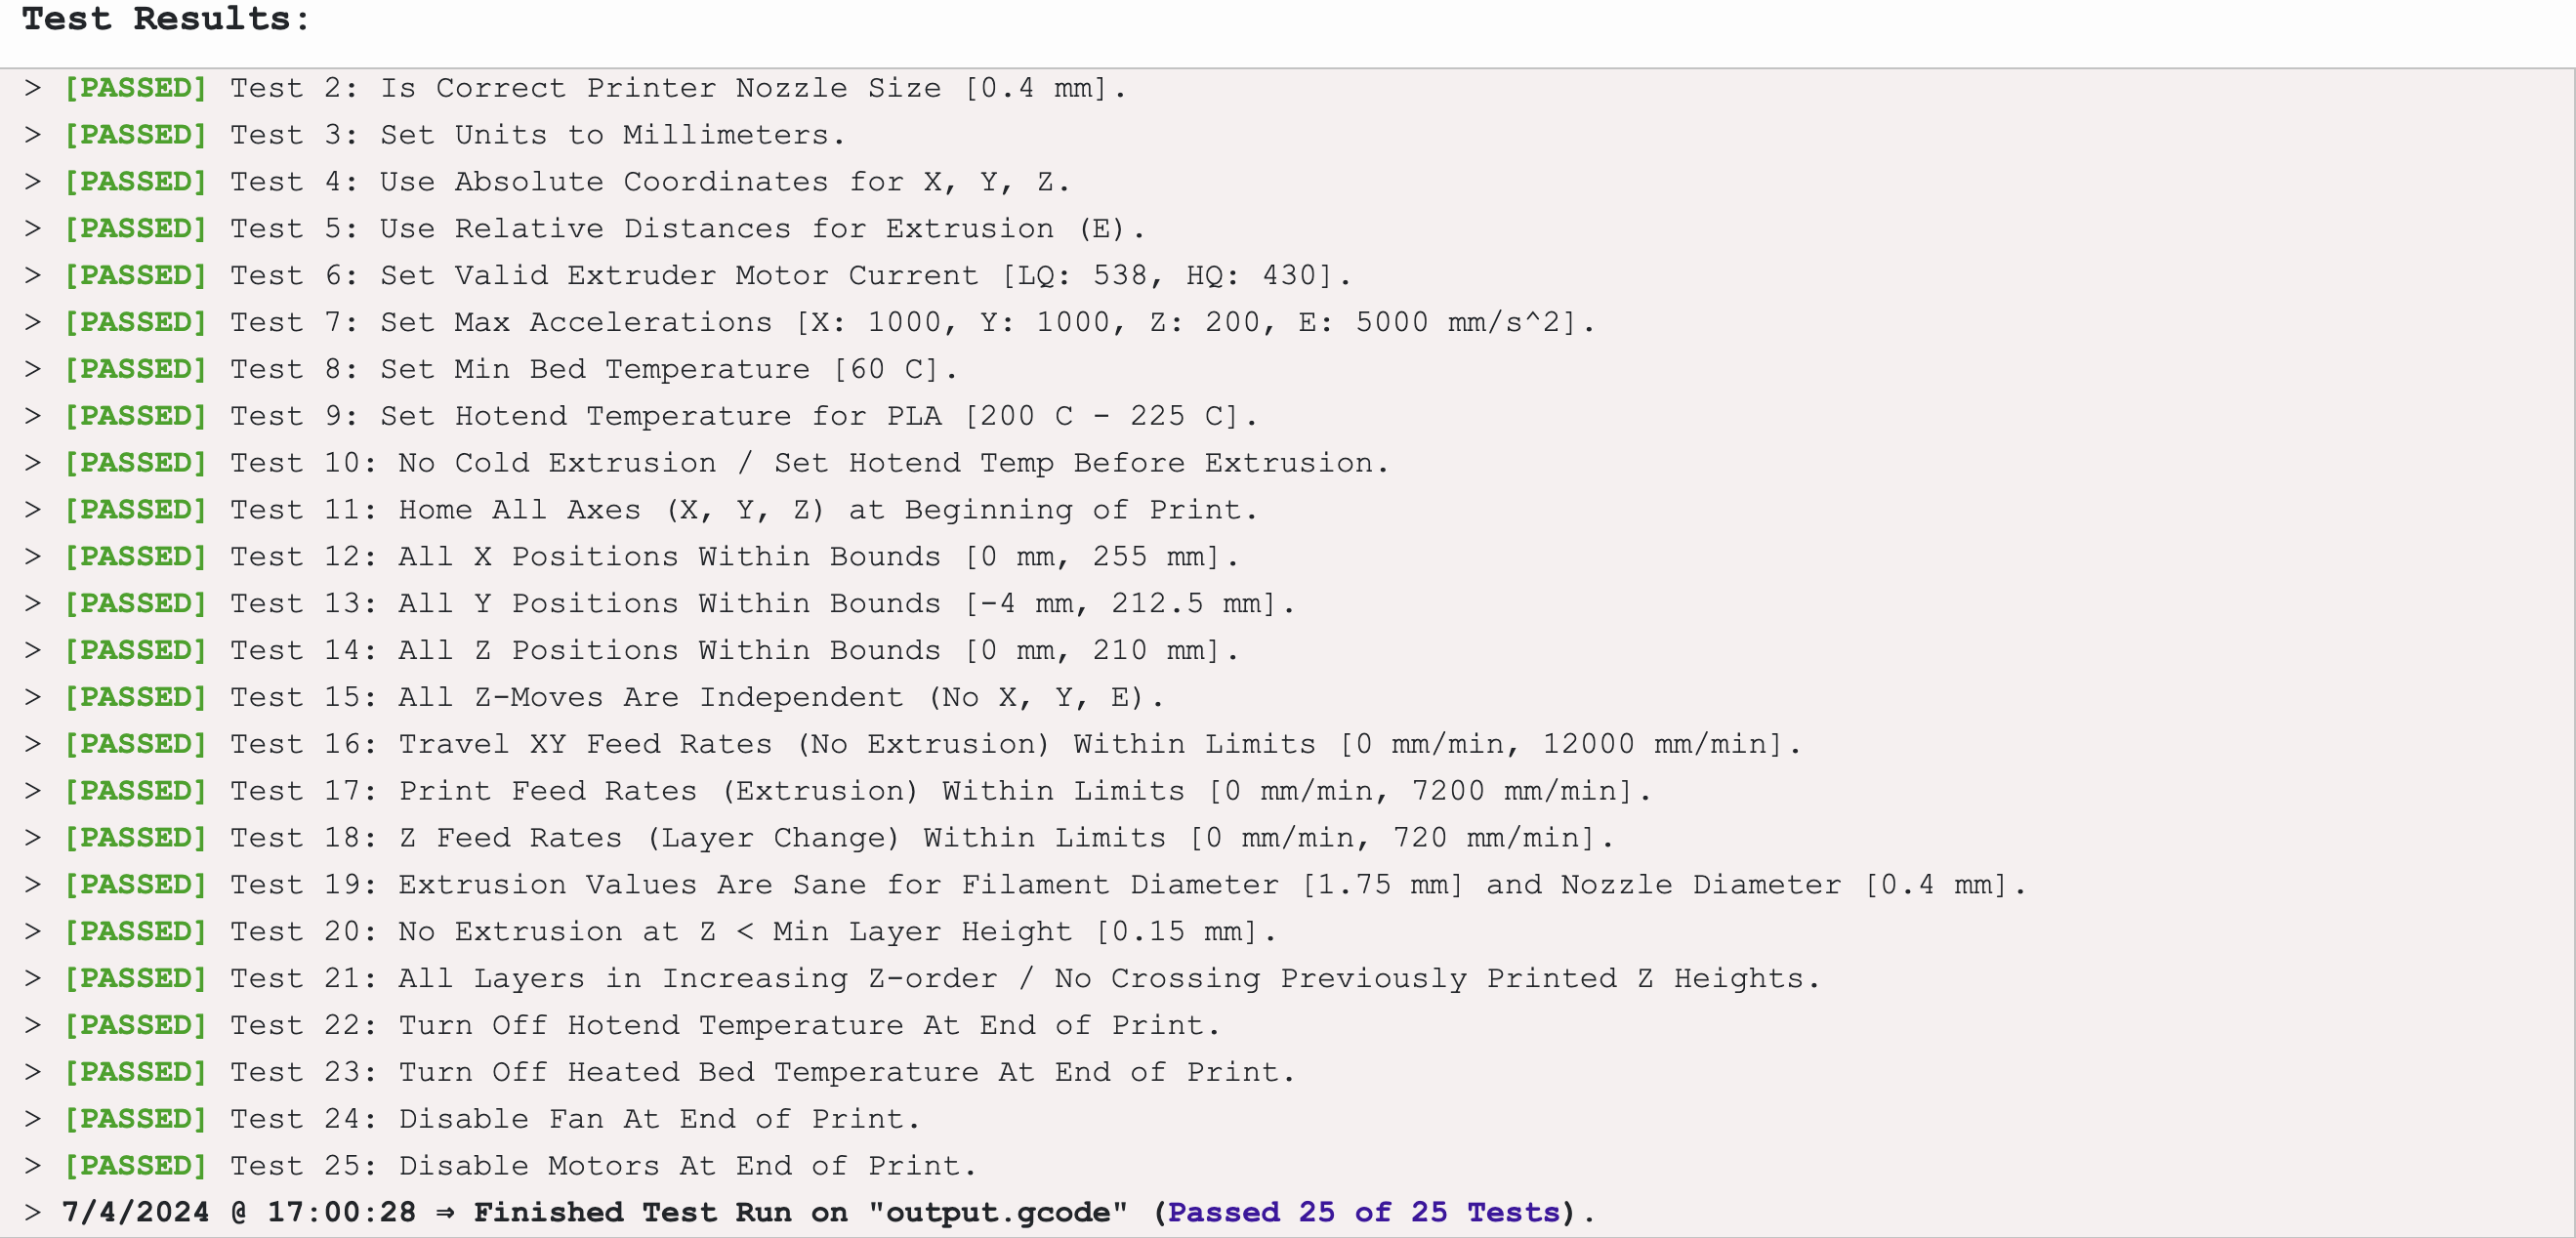 Test Results:
> [PASSED] Test 2: Is Correct Printer Nozzle Size [0.4 mm].
> [PASSED] Test 3: Set Units to Millimeters.
> [PASSED] Test 4: Use Absolute Coordinates for X, Y, Z.
> [PASSED] Test 5: Use Relative Distances for Extrusion (E).
> [PASSED] Test 6: Set Valid Extruder Motor Current [LQ: 538, HQ: 430].
> [PASSED] Test 7: Set Max Accelerations [X: 1000, Y: 1000, Z: 200, E: 5000 mm/s^2].
> [PASSED] Test 8: Set Min Bed Temperature [60 C].
> [PASSED] Test 9: Set Hotend Temperature for PLA [200 C - 225 C].
> [PASSED] Test 10: No Cold Extrusion / Set Hotend Temp Before Extrusion.
> [PASSED] Test 11: Home All Axes (X, Y, Z) at Beginning of Print.
> [PASSED] Test 12: All X Positions Within Bounds [0 mm, 255 mm].
> [PASSED] Test 13: All Y Positions Within Bounds [-4 mm, 212.5 mm].
> [PASSED] Test 14: All Z Positions Within Bounds [0 mm, 210 mm].
> [PASSED] Test 15: All Z-Moves Are Independent (No X, Y, E).
> [PASSED] Test 16: Travel XY Feed Rates (No Extrusion) Within Limits [0 mm/min, 12000 mm/min].
> [PASSED] Test 17: Print Feed Rates (Extrusion) Within Limits [0 mm/min, 7200 mm/min].
> [PASSED] Test 18: Z Feed Rates (Layer Change) Within Limits [0 mm/min, 720 mm/min].
> [PASSED] Test 19: Extrusion Values Are Sane for Filament Diameter [1.75 mm] and Nozzle Diameter [0.4 mm].
> [PASSED] Test 20: No Extrusion at Z < Min Layer Height [0.15 mm].
> [PASSED] Test 21: All Layers in Increasing Z-order / No Crossing Previously Printed Z Heights.
> [PASSED] Test 22: Turn Off Hotend Temperature At End of Print.
> [PASSED] Test 23: Turn Off Heated Bed Temperature At End of Print.
> [PASSED] Test 24: Disable Fan At End of Print.
> [PASSED] Test 25: Disable Motors At End of Print.
> 7/4/2024 @ 17:00:28 ⇒ Finished Test Run on "output.gcode" (Passed 25 of 25 Tests).